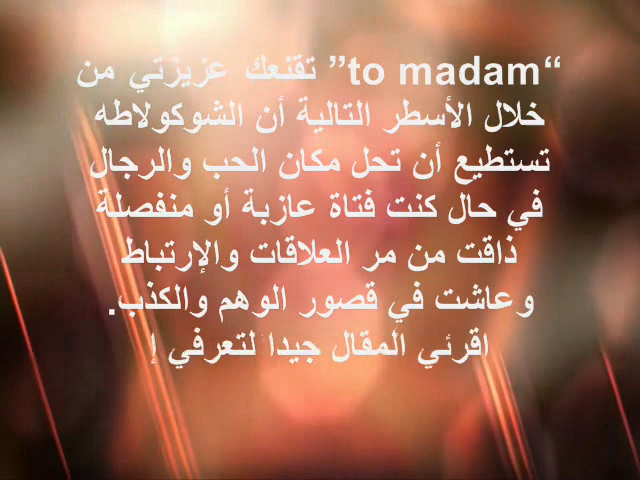 “to madam” تقنعك عزيزتي من
خلال الأسطر التالية أن الشوكولاطه
تستطيع أن تحل مكان الحب والرجال
في حال كنت فتاة عازبة أو منفصلة
ذاقت من مر العلاقات والإرتباط
وعاشت في قصور الوهم والكذب.
اقرئي المقال جيدا لتعرفي إ